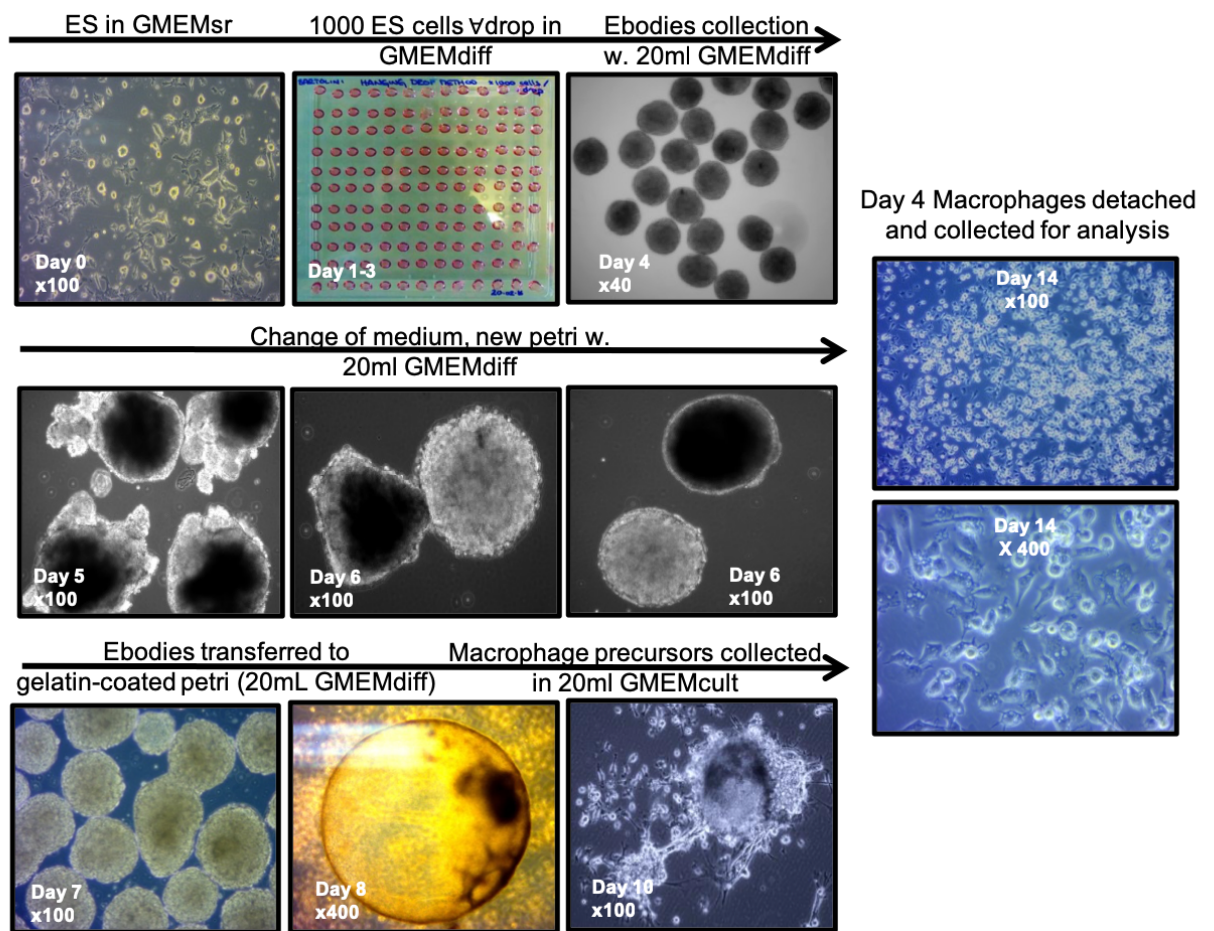 ES in GMEMsr
1000 ES cells ∀drop in
GMEMdiff
Ebodies collection
w. 20ml GMEMdiff
Day 0
x100
HANGING DROP METHOD
Day 1-3
Day 4
x40
Change of medium, new petri w.
20ml GMEMdiff
Day 5
x100
Day 6
x100
Day 6
x100
Ebodies transferred to
gelatin-coated petri (20mL GMEMdiff)
Macrophage precursors collected
in 20ml GMEMcult
Day 7
x100
Day 8
x400
Day 10
x100
Day 4 Macrophages detached
and collected for analysis
Day 14
x100
Day 14
X 400